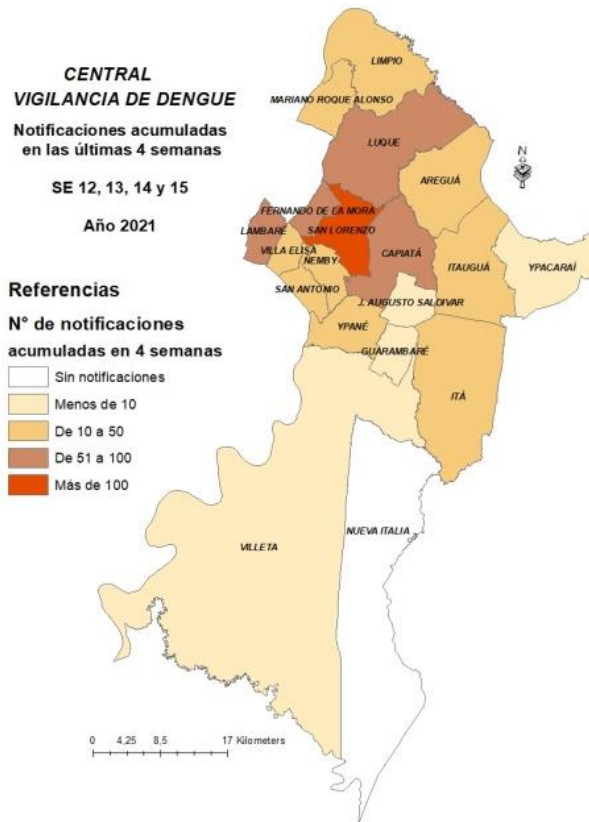 CENTRAL
VIGILANCIA DE DENGUE
Notificaciones acumuladas
en las últimas 4 semanas
SE 12, 13, 14 y 15
Año 2021
LIMPIO
MARIANO ROQUE ALONSO
LUQUE
N
AREGUÁ
FERNANDO DE LA MORA
LAMBARÉ
SAN LORENZO
VILLA ELISA
CAPIATÁ
ÑEMBY
ITAUGUÁ
YPACARAÍ
SAN ANTONIO
J. AUGUSTO SALDIVAR
YPANÉ
GUARAMBARÉ
ITÁ
Referencias
N° de notificaciones
acumuladas en 4 semanas
Sin notificaciones
Menos de 10
De 10 a 50
De 51 a 100
Más de 100
NUEVA ITALIA
VILLETA
0 4,25 8,5 17 Kilometers